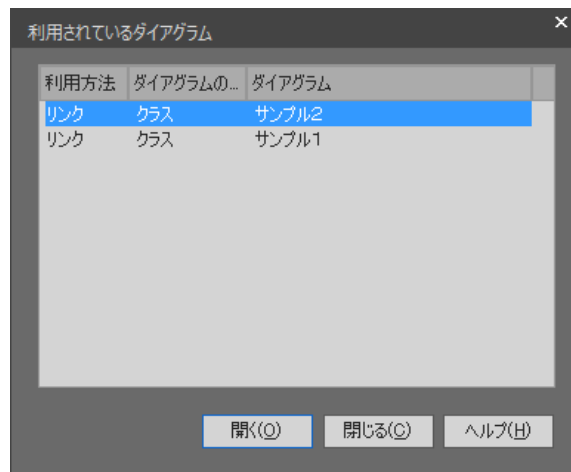 利用されているダイアグラム ×
利用方法 ダイアグラムの... ダイアグラム
リンク クラス サンプル2
リンク クラス サンプル1
開く(O) 閉じる(C) ヘルプ(H)